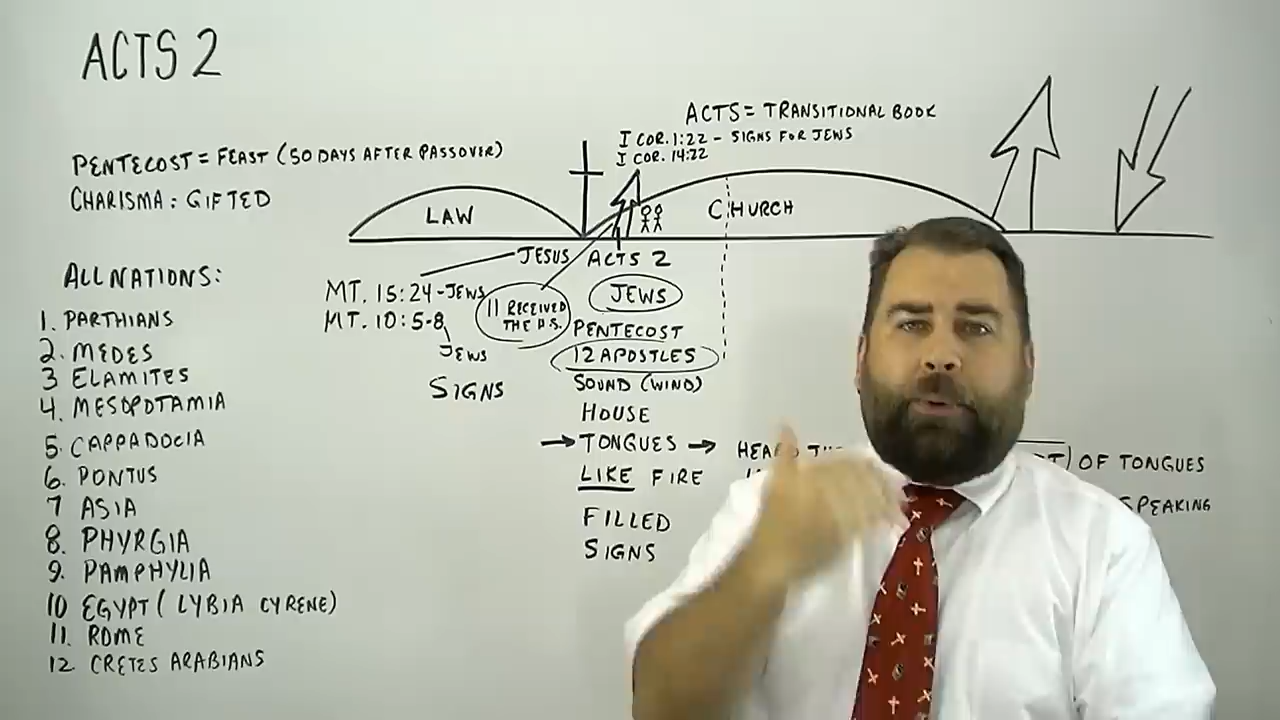 ACTS 2
ACTS = TRANSITIONAL BOOK
I COR. 1:22 - SIGNS FOR JEWS
I COR. 14:22
PENTECOST = FEAST (50 DAYS AFTER PASSOVER)
CHARISMA: GIFTED
LAW
CHURCH
JESUS
ACTS 2
ALL NATIONS:
1. PARTHIANS
2. MEDES
3 ELAMITES
4. MESOPOTAMIA
5. CAPPADOCIA
6. PONTUS
7 ASIA
8. PHYRGIA
9. PAMPHYLIA
10 EGYPT (LYBIA CYRENE)
11. ROME
12 CRETES ARABIANS
MT. 15:24-JEWS
MT. 10:5-8
JEWS
SIGNS
11 RECEIVED
THE H.S.
JEWS
PENTECOST
12 APOSTLES
SOUND (WIND)
HOUSE
→ TONGUES →
LIKE FIRE
FILLED
SIGNS
OF TONGUES
SPEAKING